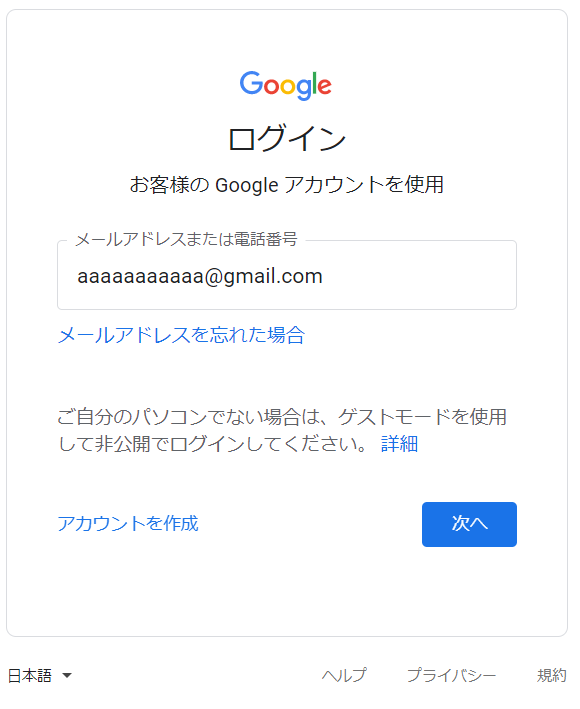 Google
ログイン
お客様の Google アカウントを使用
メールアドレスまたは電話番号
aaaaaaaaaaa@gmail.com
メールアドレスを忘れた場合
ご自分のパソコンでない場合は、ゲストモードを使用
して非公開でログインしてください。 詳細
アカウントを作成
次へ
日本語 ヘルプ プライバシー 規約